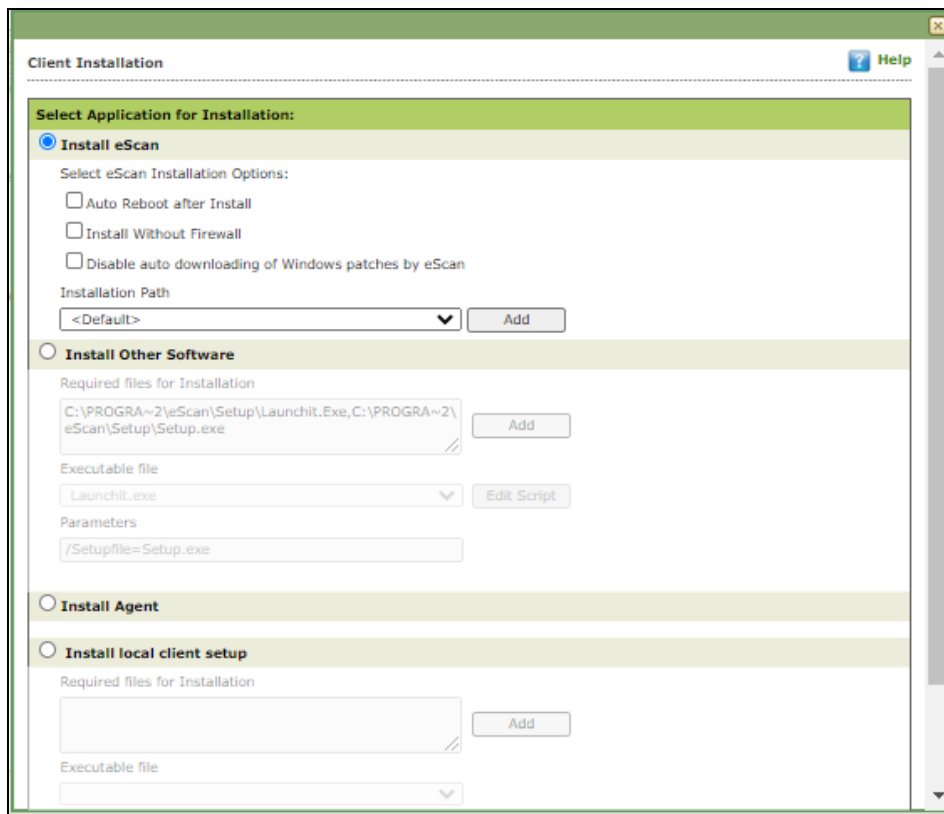 Client Installation
Help
Select Application for Installation:
Install eScan
Select eScan Installation Options:
Auto Reboot after Install
Install Without Firewall
Disable auto downloading of Windows patches by eScan
Installation Path
<Default>
Add
Install Other Software
Required files for Installation
C:\PROGRA~2\eScan\Setup\Launchit.Exe,C:\PROGRA~2\
eScan\Setup\Setup.exe
Add
Executable file
Launchit.exe
Edit Script
Parameters
/Setupfile=Setup.exe
Install Agent
Install local client setup
Required files for Installation
Add
Executable file